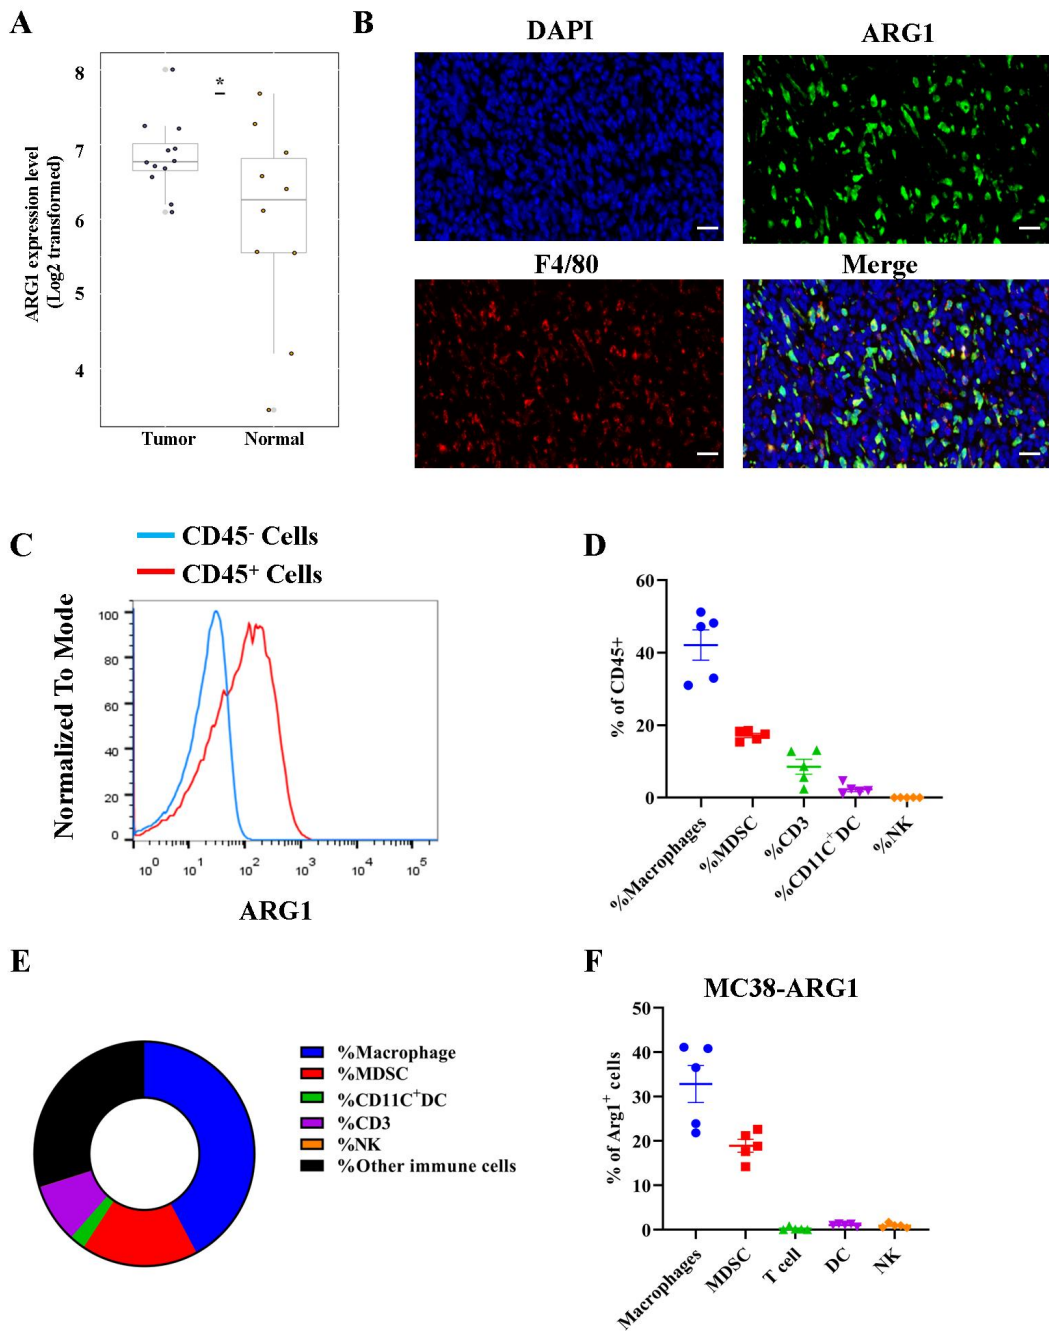 A
ARG1 expression level
(Log2 transformed)
8
7
6
5
4
*
Tumor Normal
B
DAPI
ARG1
F4/80
Merge
C
CD45- Cells
CD45+ Cells
Normalized To Mode
100
80
60
40
20
0
10^0 10^1 10^2 10^3 10^4 10^5
ARG1
D
% of CD45+
60
40
20
0
%Macrophages
%MDSC
%CD3
%CD11C+DC
%NK
E
%Macrophage
%MDSC
%CD11C+DC
%CD3
%NK
%Other immune cells
F
MC38-ARG1
% of Arg1+ cells
50
40
30
20
10
0
Macrophages
MDSC
T cell
DC
NK